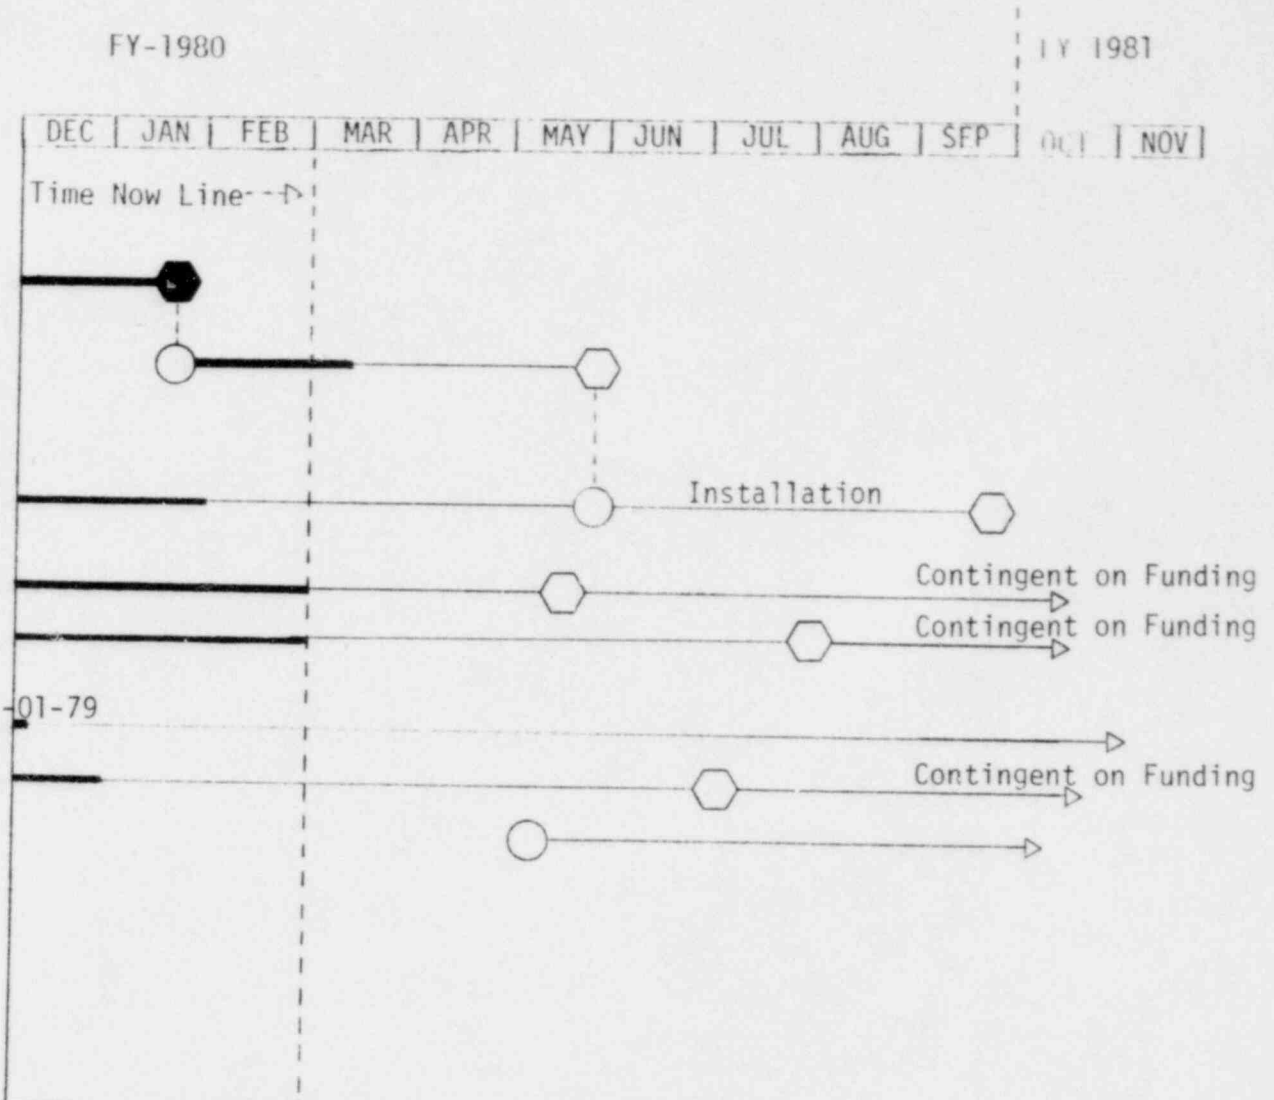 FY-1980
FY 1981
DEC JAN FEB MAR APR MAY JUN JUL AUG SEP OCT NOV
Time Now Line
Installation
Contingent on Funding
Contingent on Funding
-01-79
Contingent on Funding